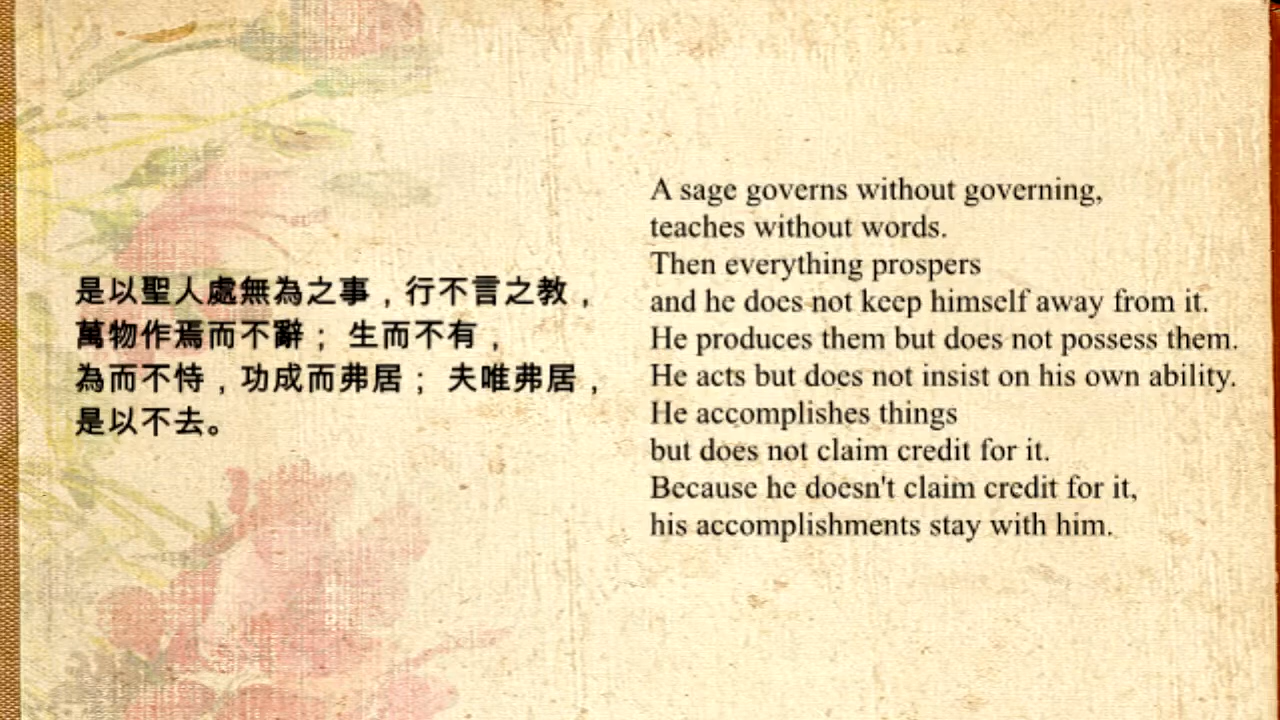 是以聖人處無為之事，行不言之教，
萬物作焉而不辭； 生而不有，
為而不恃，功成而弗居； 夫唯弗居，
是以不去。
A sage governs without governing,
teaches without words.
Then everything prospers
and he does not keep himself away from it.
He produces them but does not possess them.
He acts but does not insist on his own ability.
He accomplishes things
but does not claim credit for it.
Because he doesn't claim credit for it,
his accomplishments stay with him.